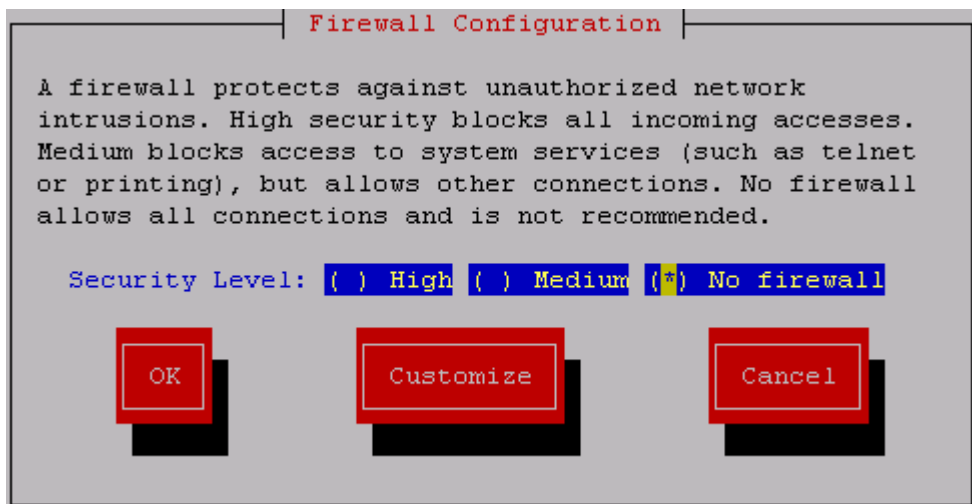 Firewall Configuration
A firewall protects against unauthorized network
intrusions. High security blocks all incoming accesses.
Medium blocks access to system services (such as telnet
or printing), but allows other connections. No firewall
allows all connections and is not recommended.
Security Level: ( ) High ( ) Medium (*) No firewall
OK Customize Cancel